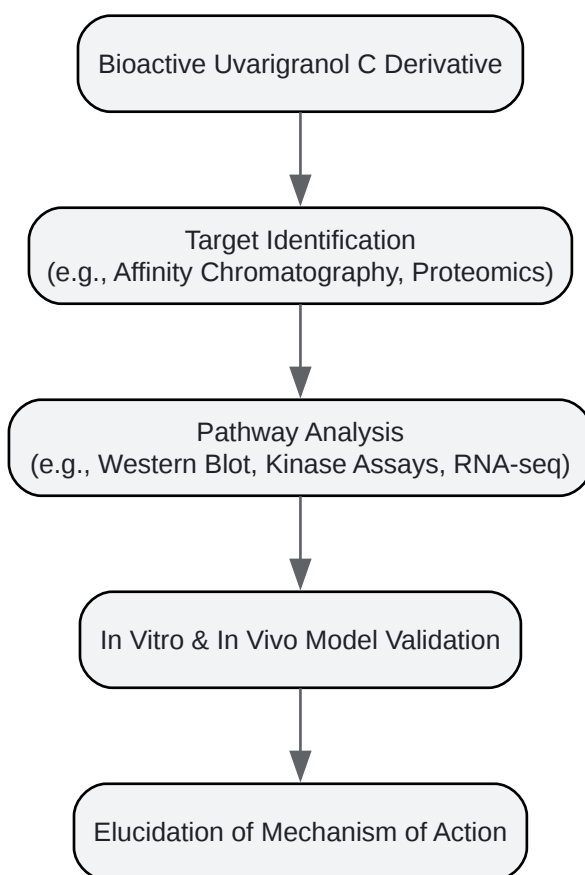 Bioactive Uvarigranol C Derivative
Target Identification
(e.g., Affinity Chromatography, Proteomics)
Pathway Analysis
(e.g., Western Blot, Kinase Assays, RNA-seq)
In Vitro & In Vivo Model Validation
Elucidation of Mechanism of Action